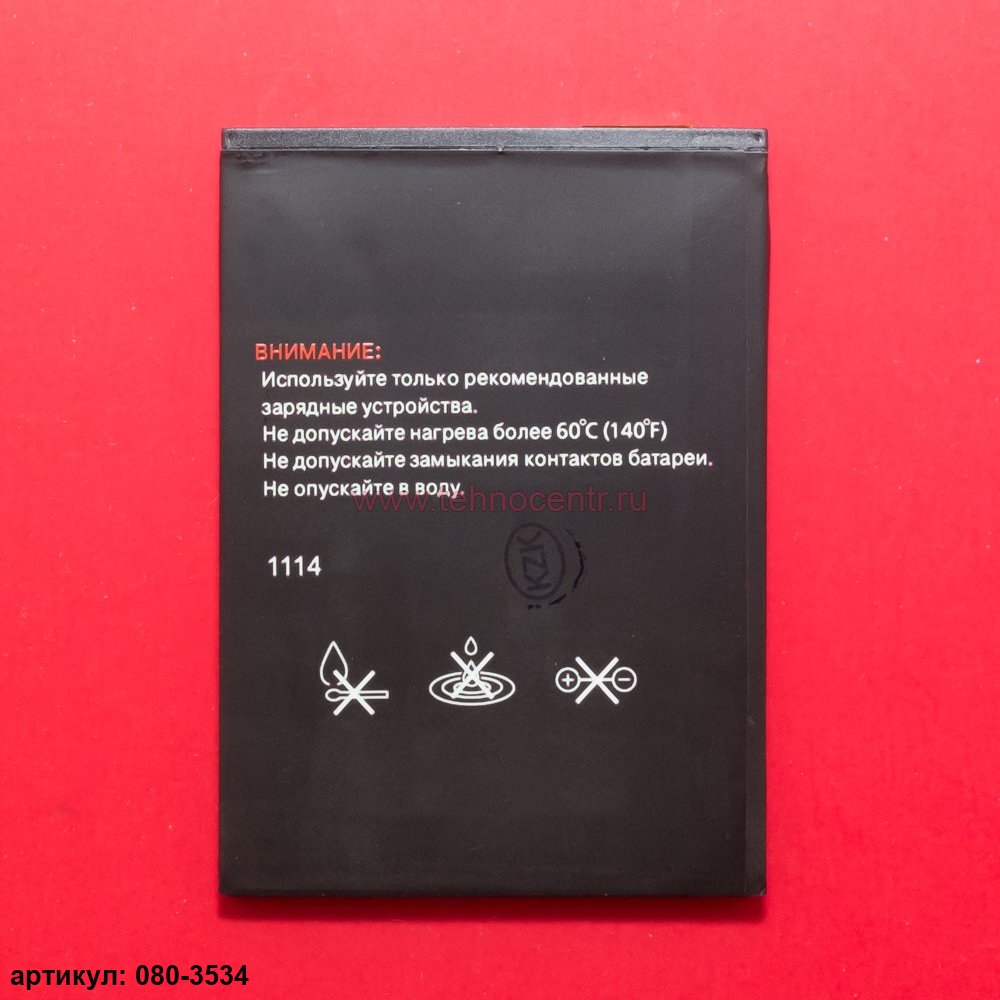 ВНИМАНИЕ:
Используйте только рекомендованные
зарядные устройства.
Не допускайте нагрева более 60°C (140°F)
Не допускайте замыкания контактов батареи.
Не опускайте в воду.
www.tehnocentr.ru
1114
KZK
артикул: 080-3534